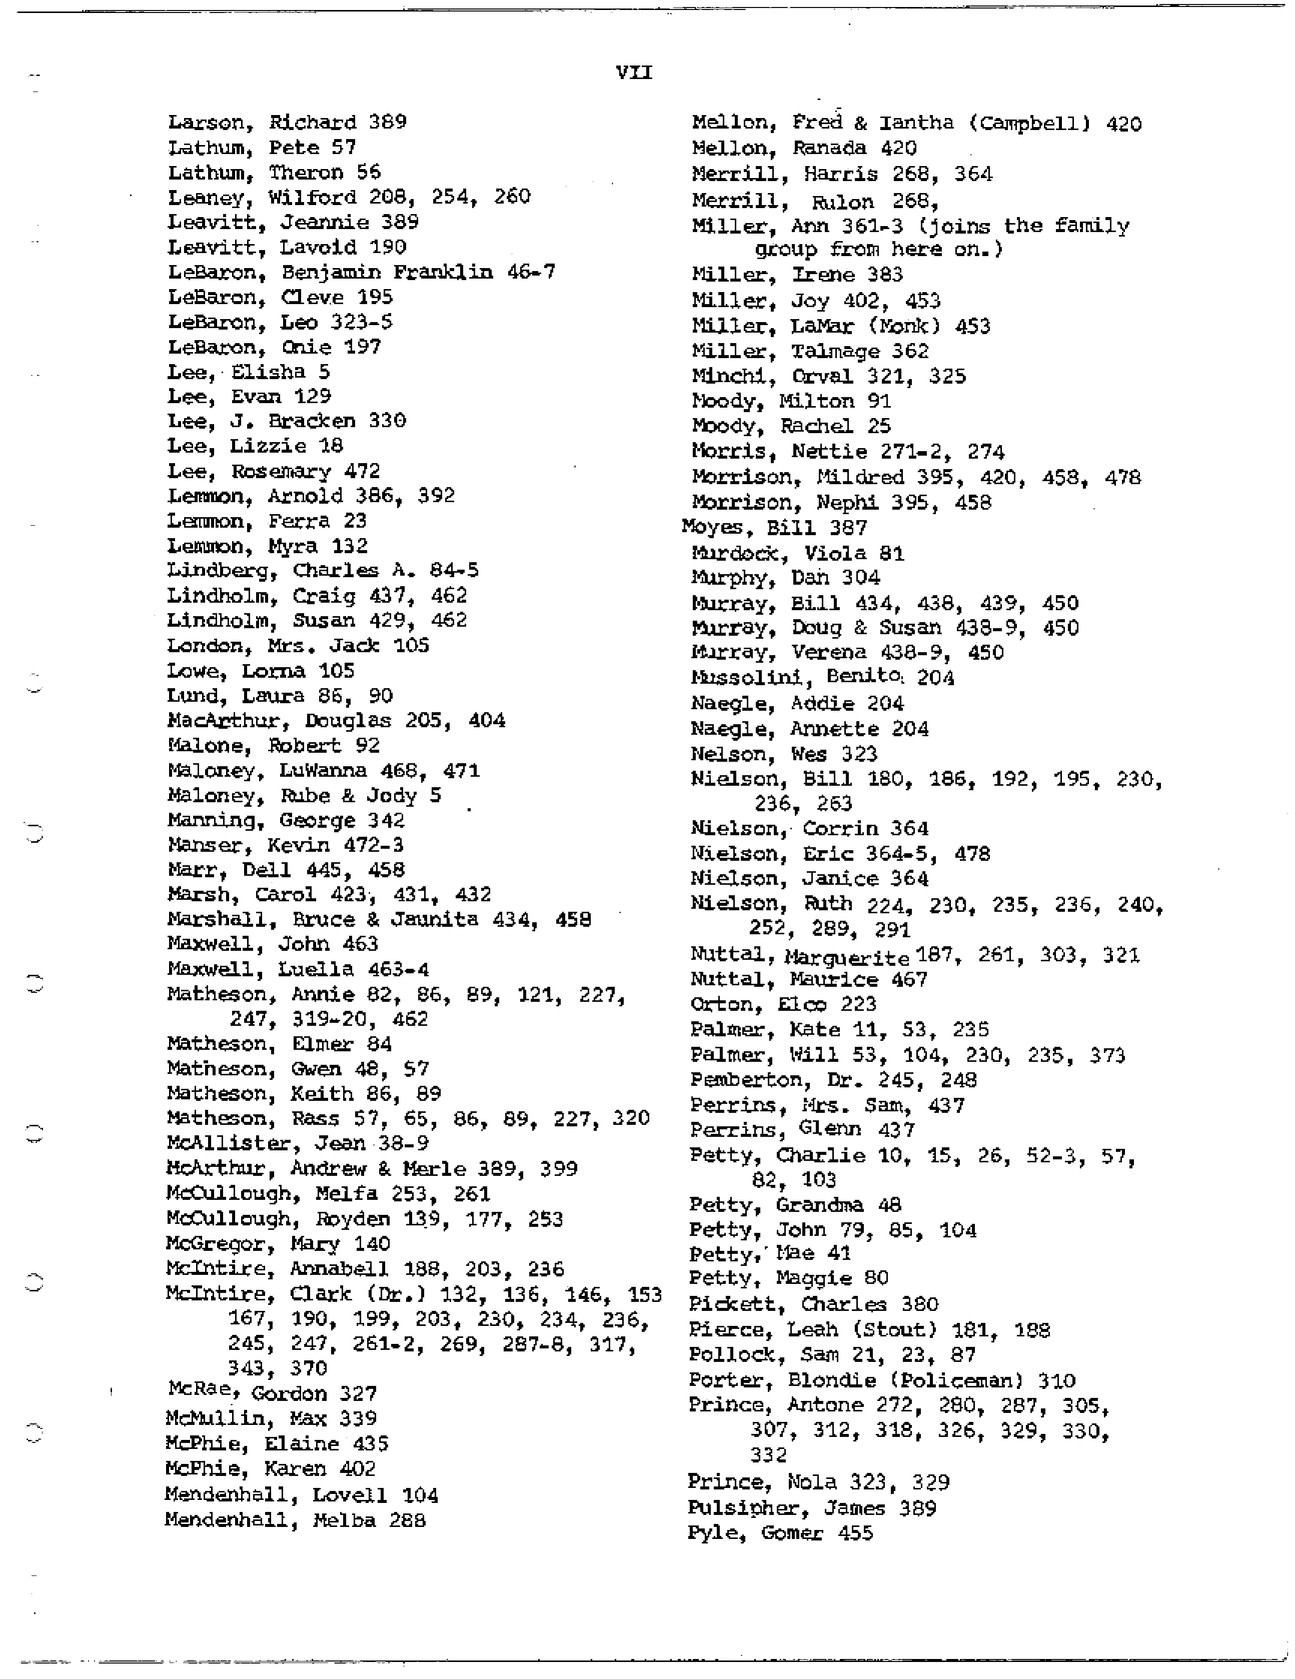 VII
Larson, Richard 389
Lathum, Pete 57
Lathum, Theron 56
Leaney, Wilford 208, 254, 260
Leavitt, Jeannie 389
Leavitt, Lavoid 190
LeBaron, Benjamin Franklin 46-7
LeBaron, Cleve 195
LeBaron, Leo 323-5
LeBaron, Onie 197
Lee, Elisha 5
Lee, Evan 129
Lee, J. Bracken 330
Lee, Lizzie 18
Lee, Rosemary 472
Lemmon, Arnold 386, 392
Lemmon, Ferra 23
Lemmon, Myra 132
Lindberg, Charles A. 84-5
Lindholm, Craig 437, 462
Lindholm, Susan 429, 462
London, Mrs. Jack 105
Lowe, Lorna 105
Lund, Laura 86, 90
MacArthur, Douglas 205, 404
Malone, Robert 92
Maloney, LuWanna 468, 471
Maloney, Rube & Jody 5
Manning, George 342
Manser, Kevin 472-3
Marr, Dell 445, 458
Marsh, Carol 423, 431, 432
Marshall, Bruce & Jaunita 434, 458
Maxwell, John 463
Maxwell, Luella 463-4
Matheson, Annie 82, 86, 89, 121, 227,
247, 319-20, 462
Matheson, Elmer 84
Matheson, Gwen 48, 57
Matheson, Keith 86, 89
Matheson, Rass 57, 65, 86, 89, 227, 320
McAllister, Jean 38-9
McArthur, Andrew & Merle 389, 399
McCullough, Melfa 253, 261
McCullough, Royden 139, 177, 253
McGregor, Mary 140
McIntire, Annabell 188, 203, 236
McIntire, Clark (Dr.) 132, 136, 146, 153
167, 190, 199, 203, 230, 234, 236,
245, 247, 261-2, 269, 287-8, 317,
343, 370
McRae, Gordon 327
McMullin, Max 339
McPhie, Elaine 435
McPhie, Karen 402
Mendenhall, Lovell 104
Mendenhall, Melba 288
Mellon, Fred & Iantha (Campbell) 420
Mellon, Ranada 420
Merrill, Harris 268, 364
Merrill, Rulon 268,
Miller, Ann 361-3 (joins the family
group from here on.)
Miller, Irene 383
Miller, Joy 402, 453
Miller, LaMar (Monk) 453
Miller, Talmage 362
Minchi, Orval 321, 325
Moody, Milton 91
Moody, Rachel 25
Morris, Nettie 271-2, 274
Morrison, Mildred 395, 420, 458, 478
Morrison, Nephi 395, 458
Moyes, Bill 387
Murdock, Viola 81
Murphy, Dan 304
Murray, Bill 434, 438, 439, 450
Murray, Doug & Susan 438-9, 450
Murray, Verena 438-9, 450
Mussolini, Benito 204
Naegle, Addie 204
Naegle, Annette 204
Nelson, Wes 323
Nielson, Bill 180, 186, 192, 195, 230,
236, 263
Nielson, Corrin 364
Nielson, Eric 364-5, 478
Nielson, Janice 364
Nielson, Ruth 224, 230, 235, 236, 240,
252, 289, 291
Nuttal, Marguerite 187, 261, 303, 321
Nuttal, Maurice 467
Orton, Elco 223
Palmer, Kate 11, 53, 235
Palmer, Will 53, 104, 230, 235, 373
Pemberton, Dr. 245, 248
Perrins, Mrs. Sam, 437
Perrins, Glenn 437
Petty, Charlie 10, 15, 26, 52-3, 57,
82, 103
Petty, Grandma 48
Petty, John 79, 85, 104
Petty, Mae 41
Petty, Maggie 80
Pickett, Charles 380
Pierce, Leah (Stout) 181, 188
Pollock, Sam 21, 23, 87
Porter, Blondie (Policeman) 310
Prince, Antone 272, 280, 287, 305,
307, 312, 318, 326, 329, 330,
332
Prince, Nola 323, 329
Pulsipher, James 389
Pyle, Gomer 455